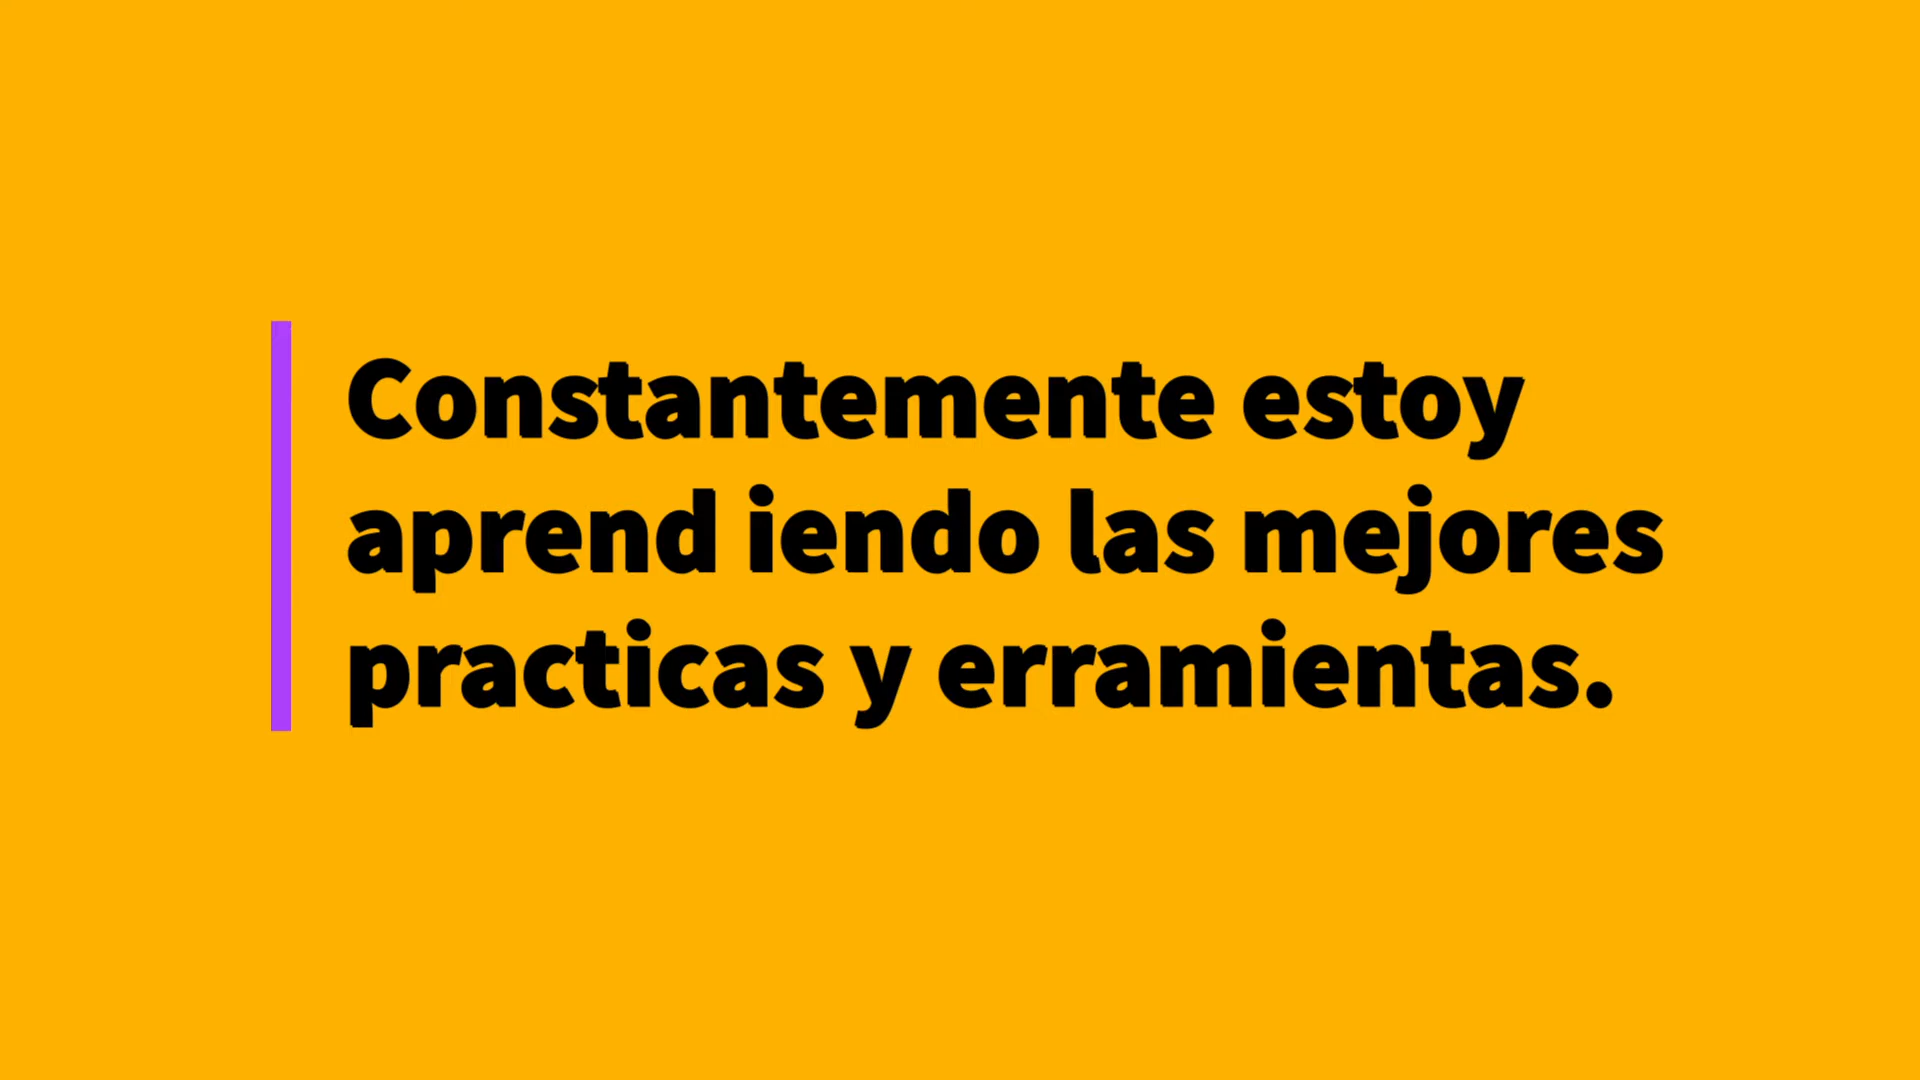 Constantemente estoy
aprend iendo las mejores
practicas y erramientas.